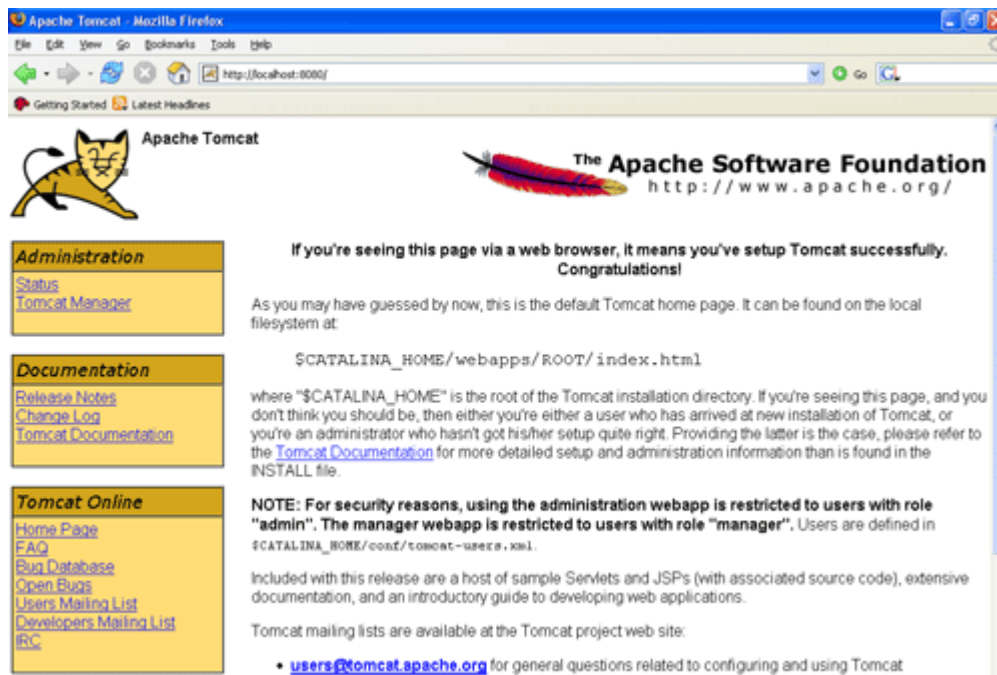 Apache Tomcat - Mozilla Firefox
File Edit View Go Bookmarks Tools Help
http://localhost:8080/ Go G
Getting Started Latest Headlines
Apache Tomcat
The Apache Software Foundation
http://www.apache.org/
Administration
Status
Tomcat Manager
Documentation
Release Notes
Change Log
Tomcat Documentation
Tomcat Online
Home Page
FAQ
Bug Database
Open Bugs
Users Mailing List
Developers Mailing List
IRC
If you're seeing this page via a web browser, it means you've setup Tomcat successfully.
Congratulations!
As you may have guessed by now, this is the default Tomcat home page. It can be found on the local
filesystem at:
$CATALINA_HOME/webapps/ROOT/index.html
where "$CATALINA_HOME" is the root of the Tomcat installation directory. If you're seeing this page, and you
don't think you should be, then either you're either a user who has arrived at new installation of Tomcat, or
you're an administrator who hasn't got his/her setup quite right. Providing the latter is the case, please refer to
the Tomcat Documentation for more detailed setup and administration information than is found in the
INSTALL file.
NOTE: For security reasons, using the administration webapp is restricted to users with role
"admin". The manager webapp is restricted to users with role "manager". Users are defined in
$CATALINA_HOME/conf/tomcat-users.xml.
Included with this release are a host of sample Servlets and JSPs (with associated source code), extensive
documentation, and an introductory guide to developing web applications.
Tomcat mailing lists are available at the Tomcat project web site:
• users@tomcat.apache.org for general questions related to configuring and using Tomcat